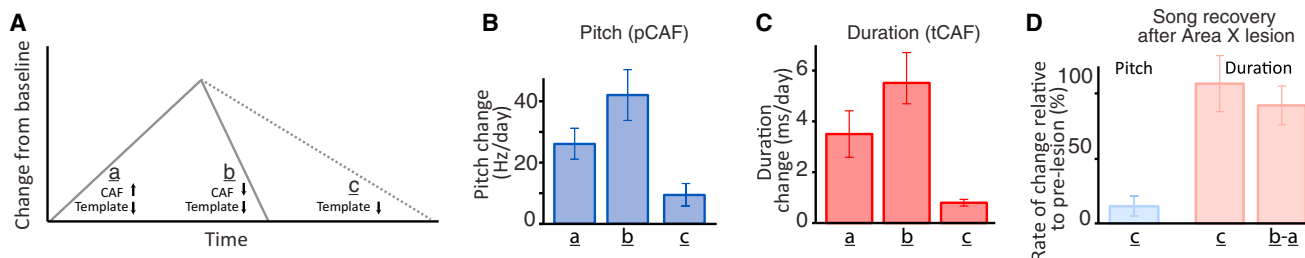 A
Change from baseline
a
CAF ↑
Template ↓
b
CAF ↓
Template ↓
c
Template ↓
Time
B
Pitch (pCAF)
Pitch change
(Hz/day)
40
20
0
a
b
c
C
Duration (tCAF)
Duration
change (ms/day)
6
4
2
0
a
b
c
D
Song recovery
after Area X lesion
Pitch
Duration
Rate of change relative
to pre-lesion (%)
100
50
0
c
c
b-a